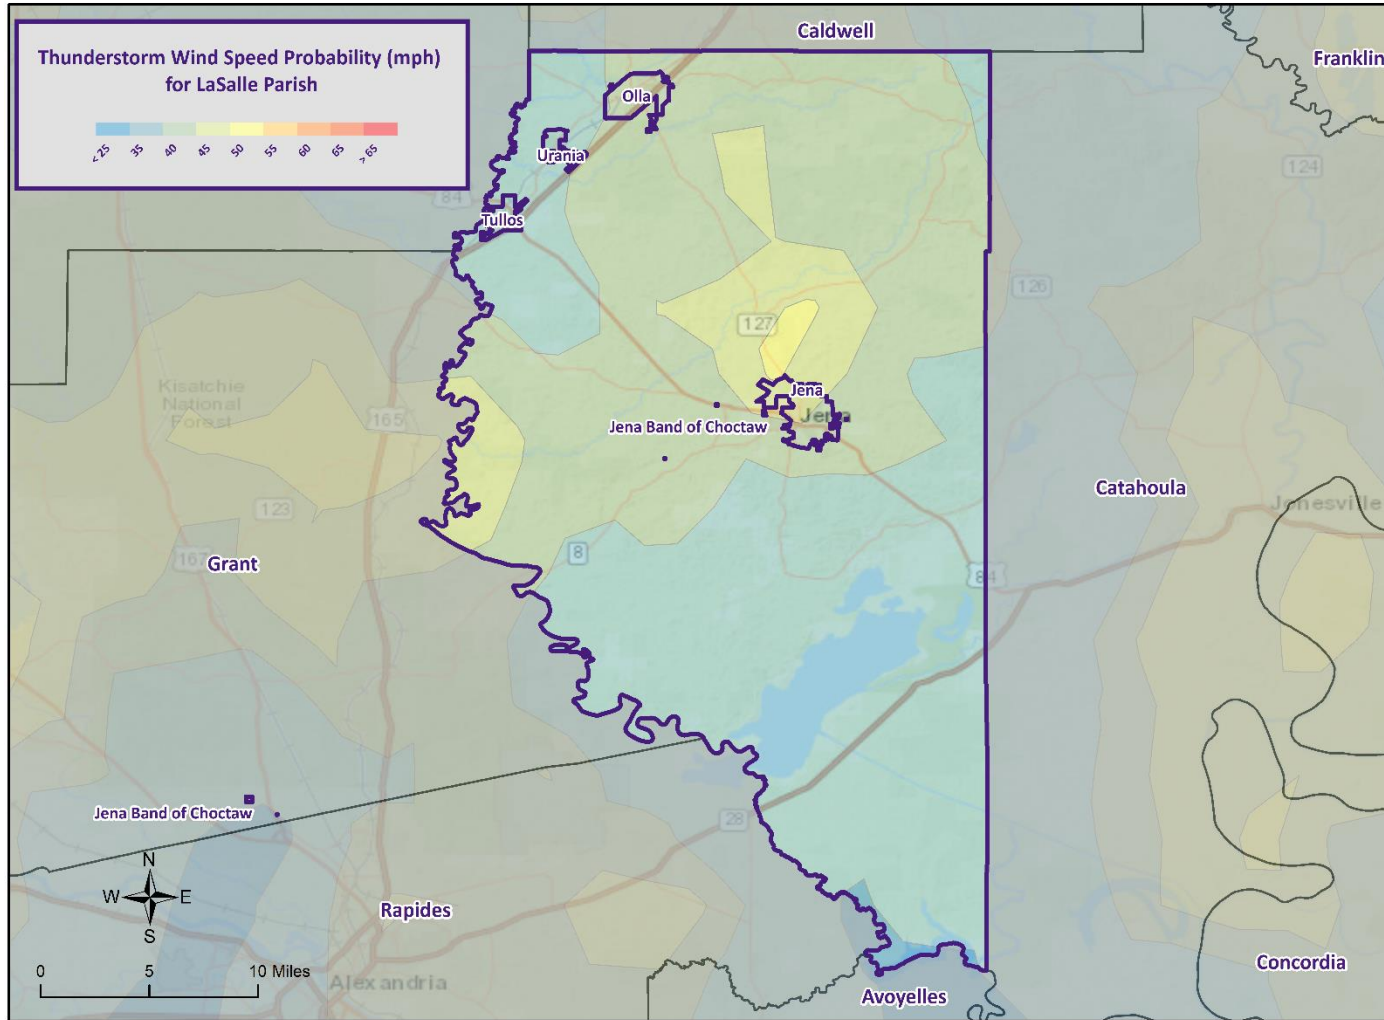 Caldwell
Franklin
Thunderstorm Wind Speed Probability (mph)
for LaSalle Parish
< 25 35 40 45 50 55 60 65 > 65
Olla
Urania
124
84
Tullos
126
127
Kisatchie
National
Forest
165
Jena
Jena
Jena Band of Choctaw
Catahoula
Jonesville
123
8
167
Grant
84
Jena Band of Choctaw
28
N
W E
S
Rapides
0 5 10 Miles
Alexandria
Avoyelles
Concordia